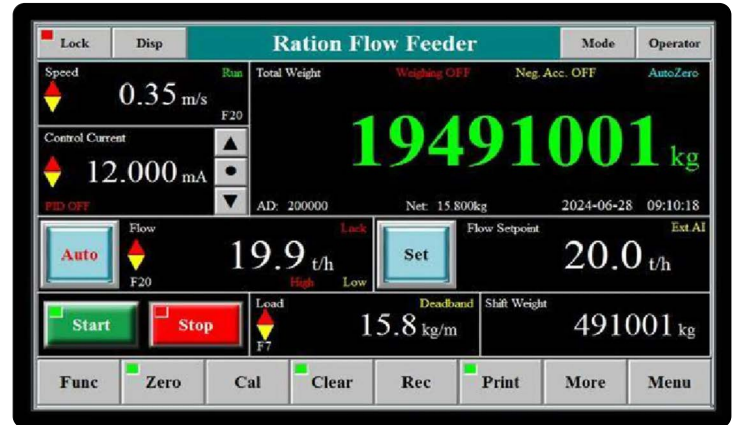 Lock Disp Ration Flow Feeder Mode Operator
Speed Run Total Weight Weighing OFF Neg. Acc. OFF AutoZero
0.35 m/s
F20
19491001 kg
Control Current
12.000 mA
PID OFF AD: 200000 Net: 15.800kg 2024-06-28 09:10:18
Auto Flow Lack Set Flow Setpoint Ext.AI
19.9 t/h 20.0 t/h
F20 High Low
Start Stop Load Deadband Shift Weight
15.8 kg/m 491001 kg
F7
Func Zero Cal Clear Rec Print More Menu